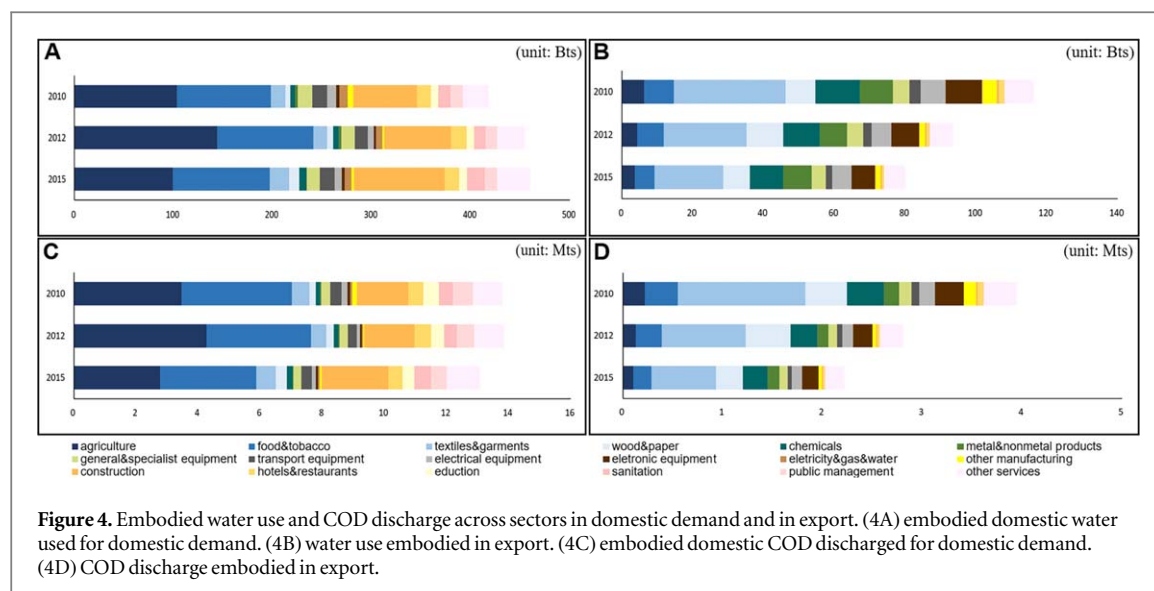 A (unit: Bts)
2010
2012
2015
0 100 200 300 400 500
B (unit: Bts)
2010
2012
2015
0 20 40 60 80 100 120 140
C (unit: Mts)
2010
2012
2015
0 2 4 6 8 10 12 14 16
D (unit: Mts)
2010
2012
2015
0 1 2 3 4 5
agriculture food&tobacco textiles&garments wood&paper chemicals metal&nonmetal products
general&specialist equipment transport equipment electrical equipment eletronic equipment eletricity&gas&water other manufacturing
construction hotels&restaurants eduction sanitation public management other services
Figure 4. Embodied water use and COD discharge across sectors in domestic demand and in export. (4A) embodied domestic water
used for domestic demand. (4B) water use embodied in export. (4C) embodied domestic COD discharged for domestic demand.
(4D) COD discharge embodied in export.